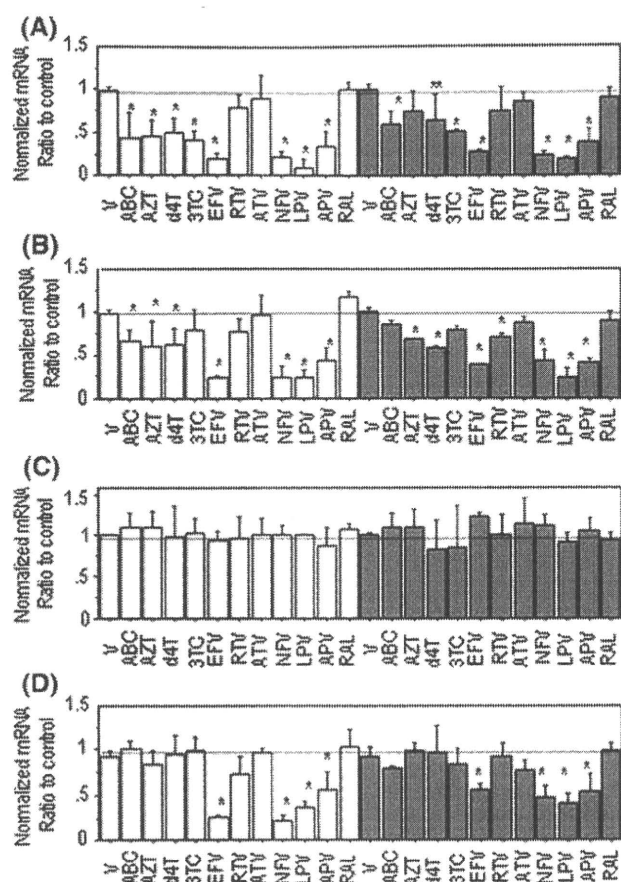 (A)
Normalized mRNA
Ratio to control
1.5
1
.5
0
V ABC AZT d4T 3TC EFV RTV ATV NFV LPV APV RAL V ABC AZT d4T 3TC EFV RTV ATV NFV LPV APV RAL
* * * * * * * * * ** * * * * *
(B)
Normalized mRNA
Ratio to control
1.5
1
.5
0
V ABC AZT d4T 3TC EFV RTV ATV NFV LPV APV RAL V ABC AZT d4T 3TC EFV RTV ATV NFV LPV APV RAL
* * * * * * * * * * * * * *
(C)
Normalized mRNA
Ratio to control
1.5
1
.5
0
V ABC AZT d4T 3TC EFV RTV ATV NFV LPV APV RAL V ABC AZT d4T 3TC EFV RTV ATV NFV LPV APV RAL
(D)
Normalized mRNA
Ratio to control
1.5
1
.5
0
V ABC AZT d4T 3TC EFV RTV ATV NFV LPV APV RAL V ABC AZT d4T 3TC EFV RTV ATV NFV LPV APV RAL
* * * * * * * *